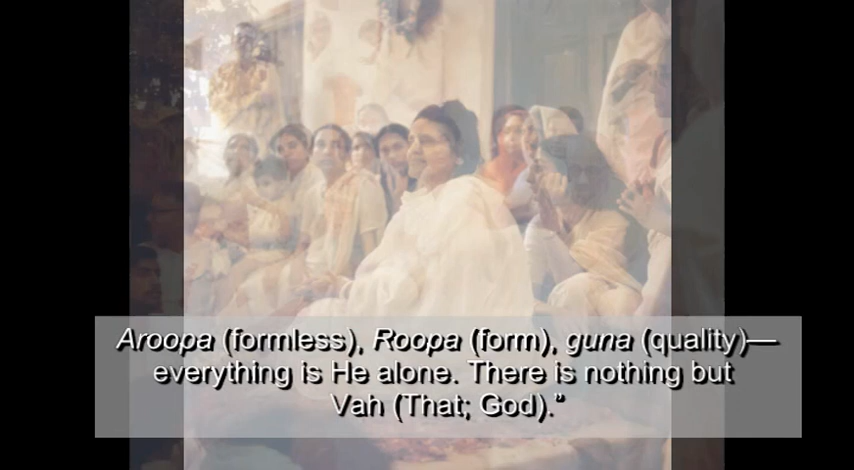 Aroopa (formless), Roopa (form), guna (quality)—
everything is He alone. There is nothing but
Vah (That; God).”